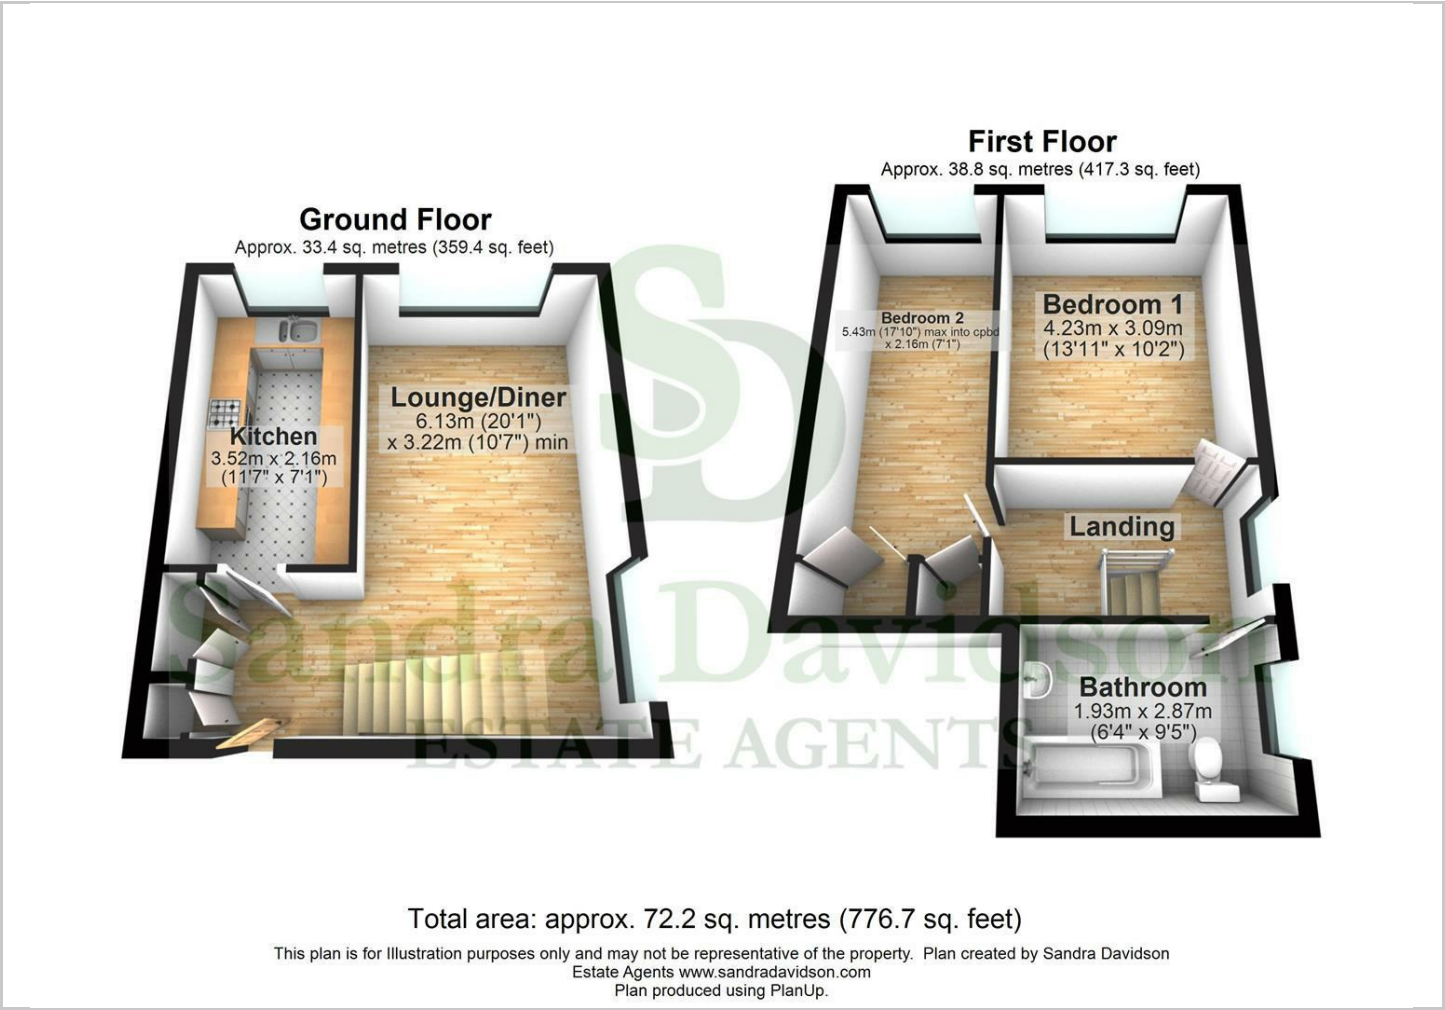 First Floor
Approx. 38.8 sq. metres (417.3 sq. feet)
Ground Floor
Approx. 33.4 sq. metres (359.4 sq. feet)
Bedroom 2
5.43m (17'10") max into cpbd
x 2.16m (7'1")
Bedroom 1
4.23m x 3.09m
(13'11" x 10'2")
Lounge/Diner
6.13m (20'1")
x 3.22m (10'7") min
Kitchen
3.52m x 2.16m
(11'7" x 7'1")
Landing
Bathroom
1.93m x 2.87m
(6'4" x 9'5")
SD
Sandra Davidson
ESTATE AGENTS
Total area: approx. 72.2 sq. metres (776.7 sq. feet)
This plan is for Illustration purposes only and may not be representative of the property. Plan created by Sandra Davidson
Estate Agents www.sandradavidson.com
Plan produced using PlanUp.